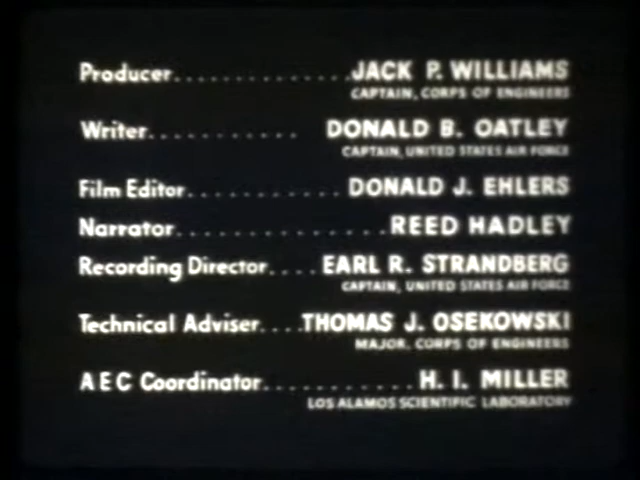 Producer..............JACK P. WILLIAMS
CAPTAIN, CORPS OF ENGINEERS
Writer........... DONALD B. OATLEY
CAPTAIN, UNITED STATES AIR FORCE
Film Editor............DONALD J. EHLERS
Narrator...............REED HADLEY
Recording Director....EARL R. STRANDBERG
CAPTAIN, UNITED STATES AIR FORCE
Technical Adviser....THOMAS J. OSEKOWSKI
MAJOR, CORPS OF ENGINEERS
A E C Coordinator...........H. I. MILLER
LOS ALAMOS SCIENTIFIC LABORATORY